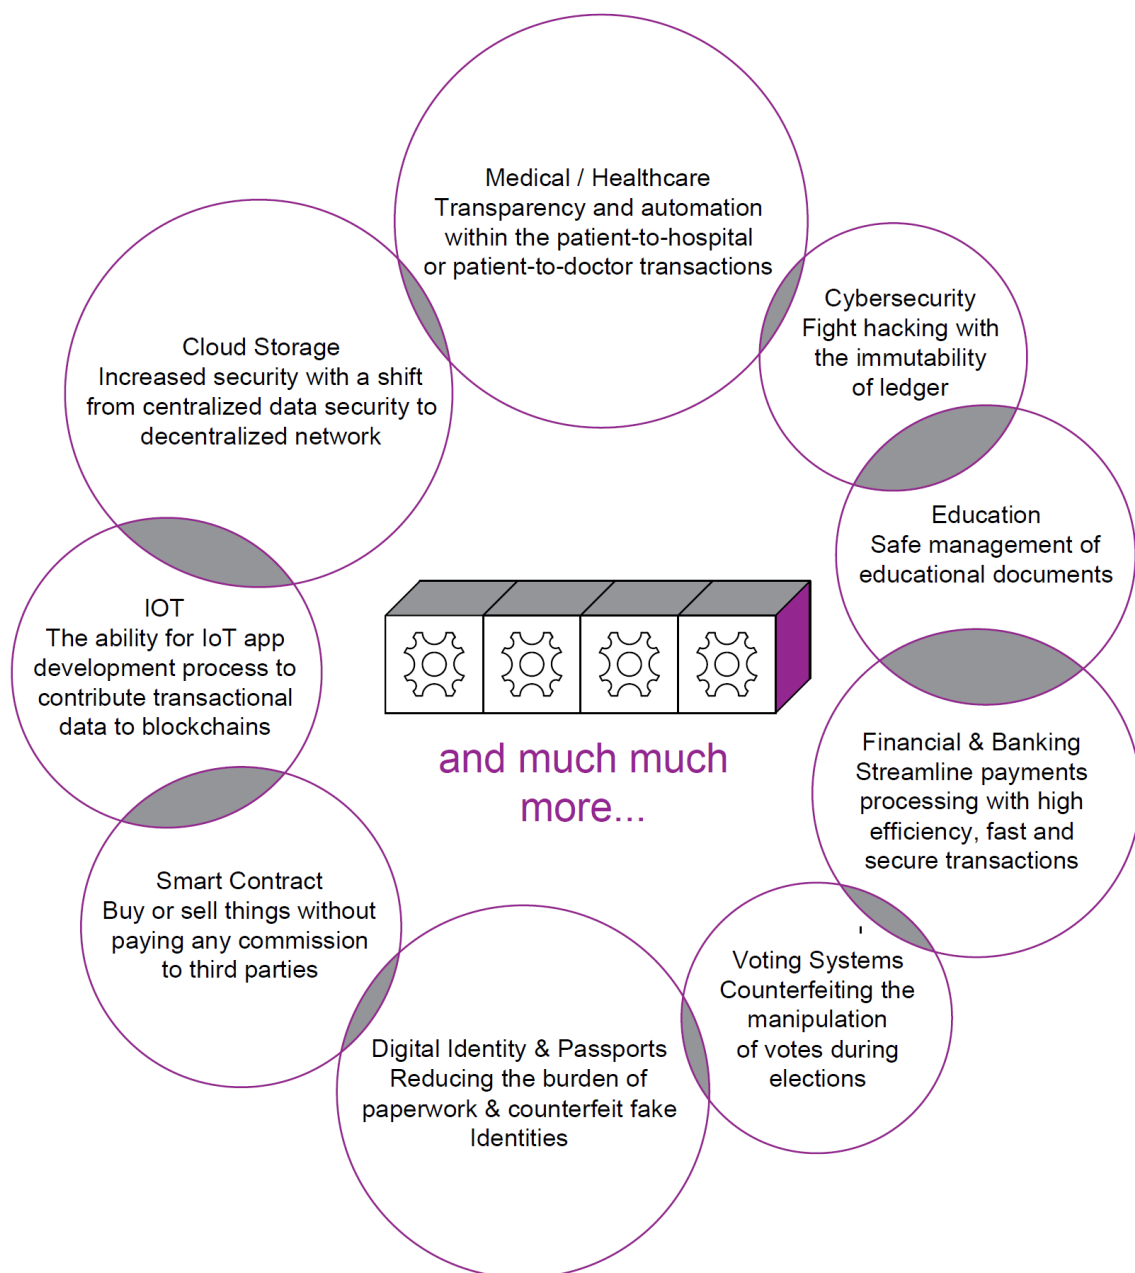 Medical / Healthcare
Transparency and automation
within the patient-to-hospital
or patient-to-doctor transactions
Cybersecurity
Fight hacking with
the immutability
of ledger
Cloud Storage
Increased security with a shift
from centralized data security to
decentralized network
Education
Safe management of
educational documents
IOT
The ability for IoT app
development process to
contribute transactional
data to blockchains
and much much
more...
Financial & Banking
Streamline payments
processing with high
efficiency, fast and
secure transactions
Smart Contract
Buy or sell things without
paying any commission
to third parties
Voting Systems
Counterfeiting the
manipulation
of votes during
elections
Digital Identity & Passports
Reducing the burden of
paperwork & counterfeit fake
Identities